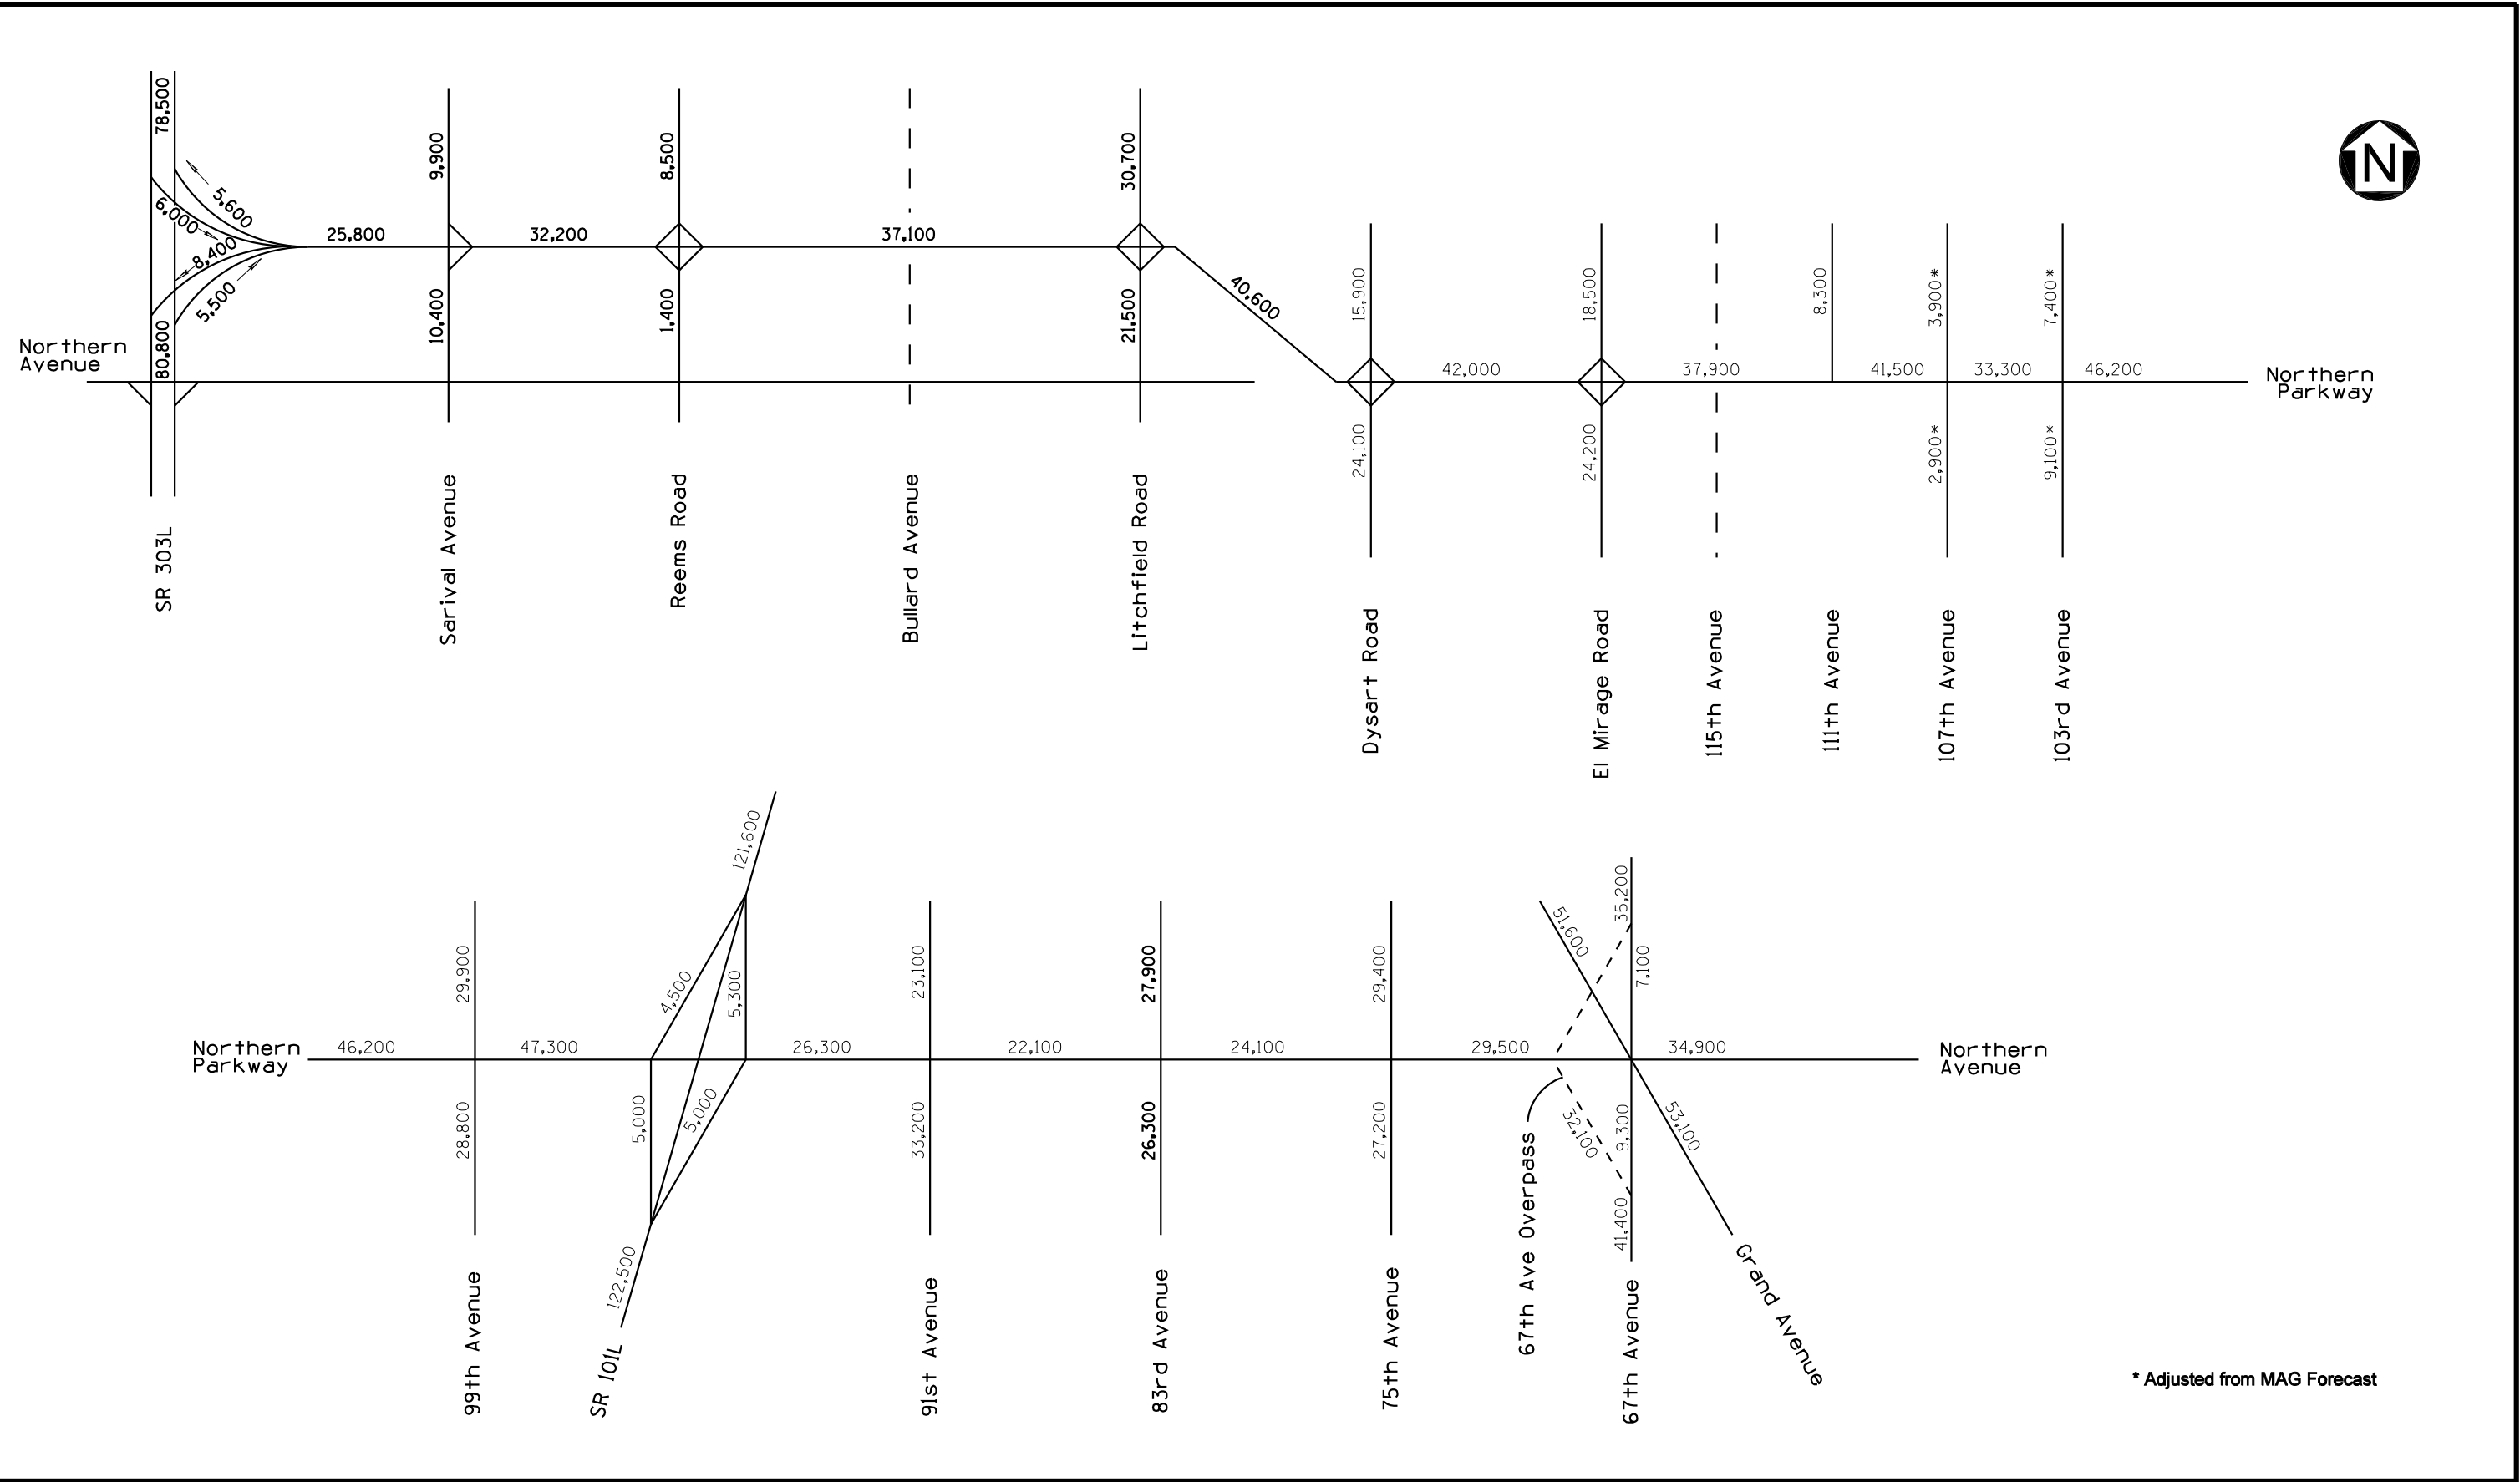 78,500
5,600
6,000
8,400
5,500
80,800
Northern
Avenue
25,800
9,900
10,400
32,200
8,500
1,400
37,100
30,700
21,500
40,600
15,900
24,100
42,000
18,500
24,200
37,900
8,300
41,500
3,900*
2,900*
33,300
7,400*
9,100*
46,200
Northern
Parkway
N
SR 303L
Sarival Avenue
Reems Road
Bullard Avenue
Litchfield Road
Dysart Road
El Mirage Road
115th Avenue
111th Avenue
107th Avenue
103rd Avenue
Northern
Parkway
46,200
29,900
28,800
47,300
121,600
4,500
5,300
5,000
5,000
122,500
26,300
23,100
33,200
22,100
27,900
26,300
24,100
29,400
27,200
29,500
51,600
35,200
7,100
34,900
32,100
9,300
53,100
41,400
Northern
Avenue
99th Avenue
SR 101L
91st Avenue
83rd Avenue
75th Avenue
67th Ave Overpass
67th Avenue
Grand Avenue
* Adjusted from MAG Forecast